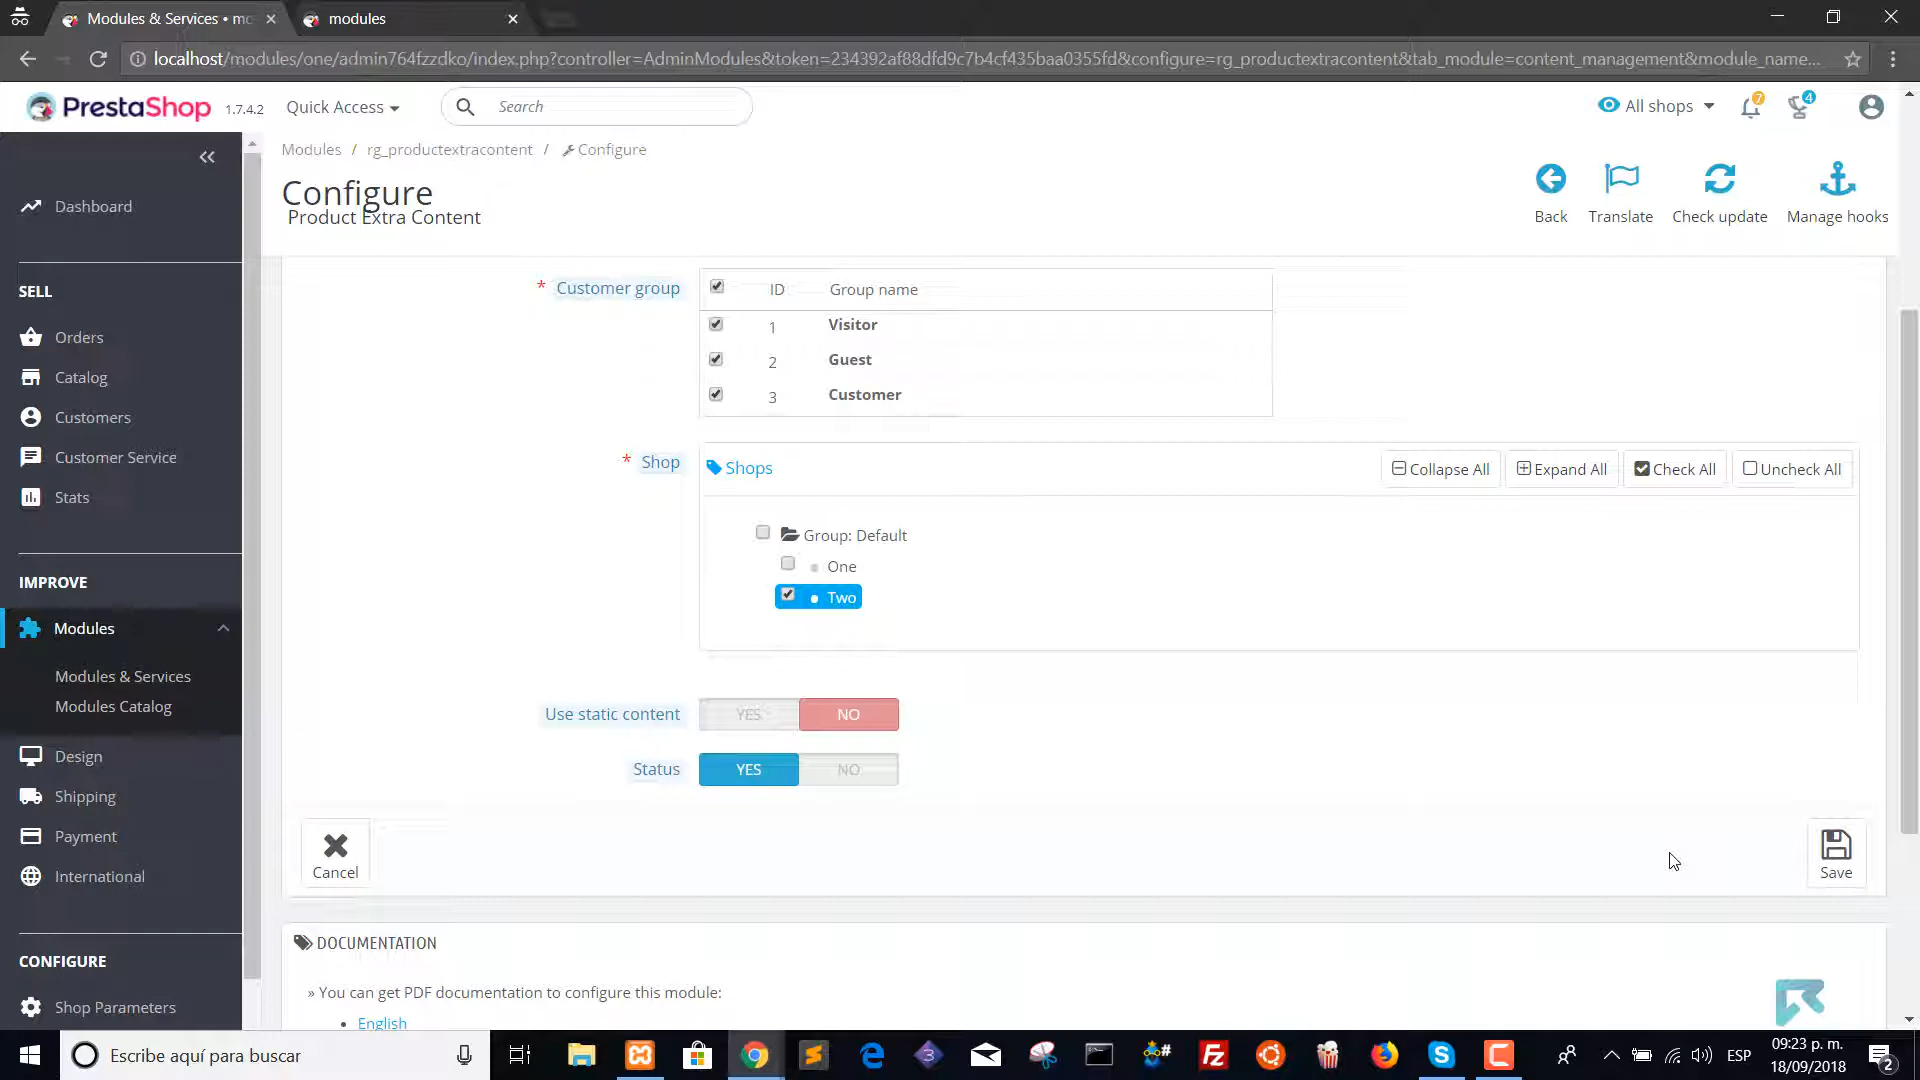 Modules & Services • mo
modules
localhost/modules/one/admin764fzzdko/index.php?controller=AdminModules&token=234392af88dfd9c7b4cf435baa0355fd&configure=rg_productextracontent&tab_module=content_management&module_name...
PrestaShop 1.7.4.2 Quick Access Search All shops 7 4
Modules / rg_productextracontent / Configure
Configure
Product Extra Content
Back Translate Check update Manage hooks
Dashboard
SELL
Orders
Catalog
Customers
Customer Service
Stats
IMPROVE
Modules
Modules & Services
Modules Catalog
Design
Shipping
Payment
International
CONFIGURE
Shop Parameters
* Customer group
ID Group name
1 Visitor
2 Guest
3 Customer
* Shop
Shops Collapse All Expand All Check All Uncheck All
Group: Default
One
Two
Use static content YES NO
Status YES NO
Cancel Save
DOCUMENTATION
» You can get PDF documentation to configure this module:
• English
Escribe aquí para buscar
ESP
09:23 p. m.
18/09/2018
2